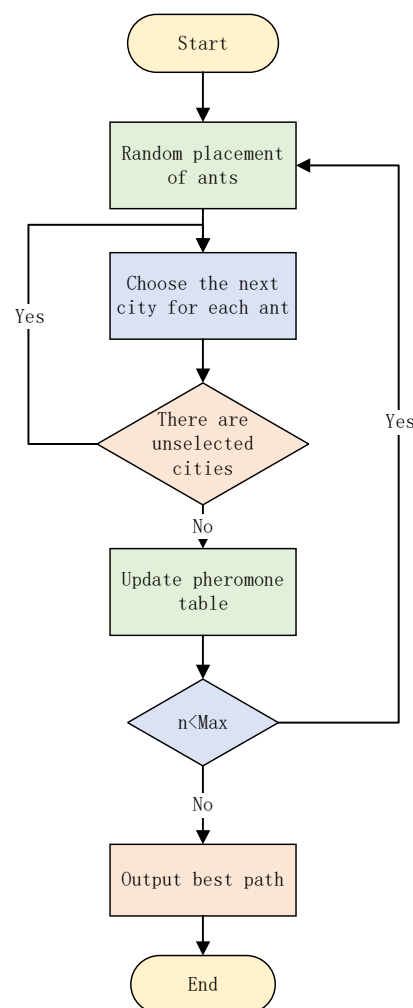 Start
Random placement
of ants
Choose the next
city for each ant
Yes
There are
unselected
cities
Yes
No
Update pheromone
table
n<Max
No
Output best path
End